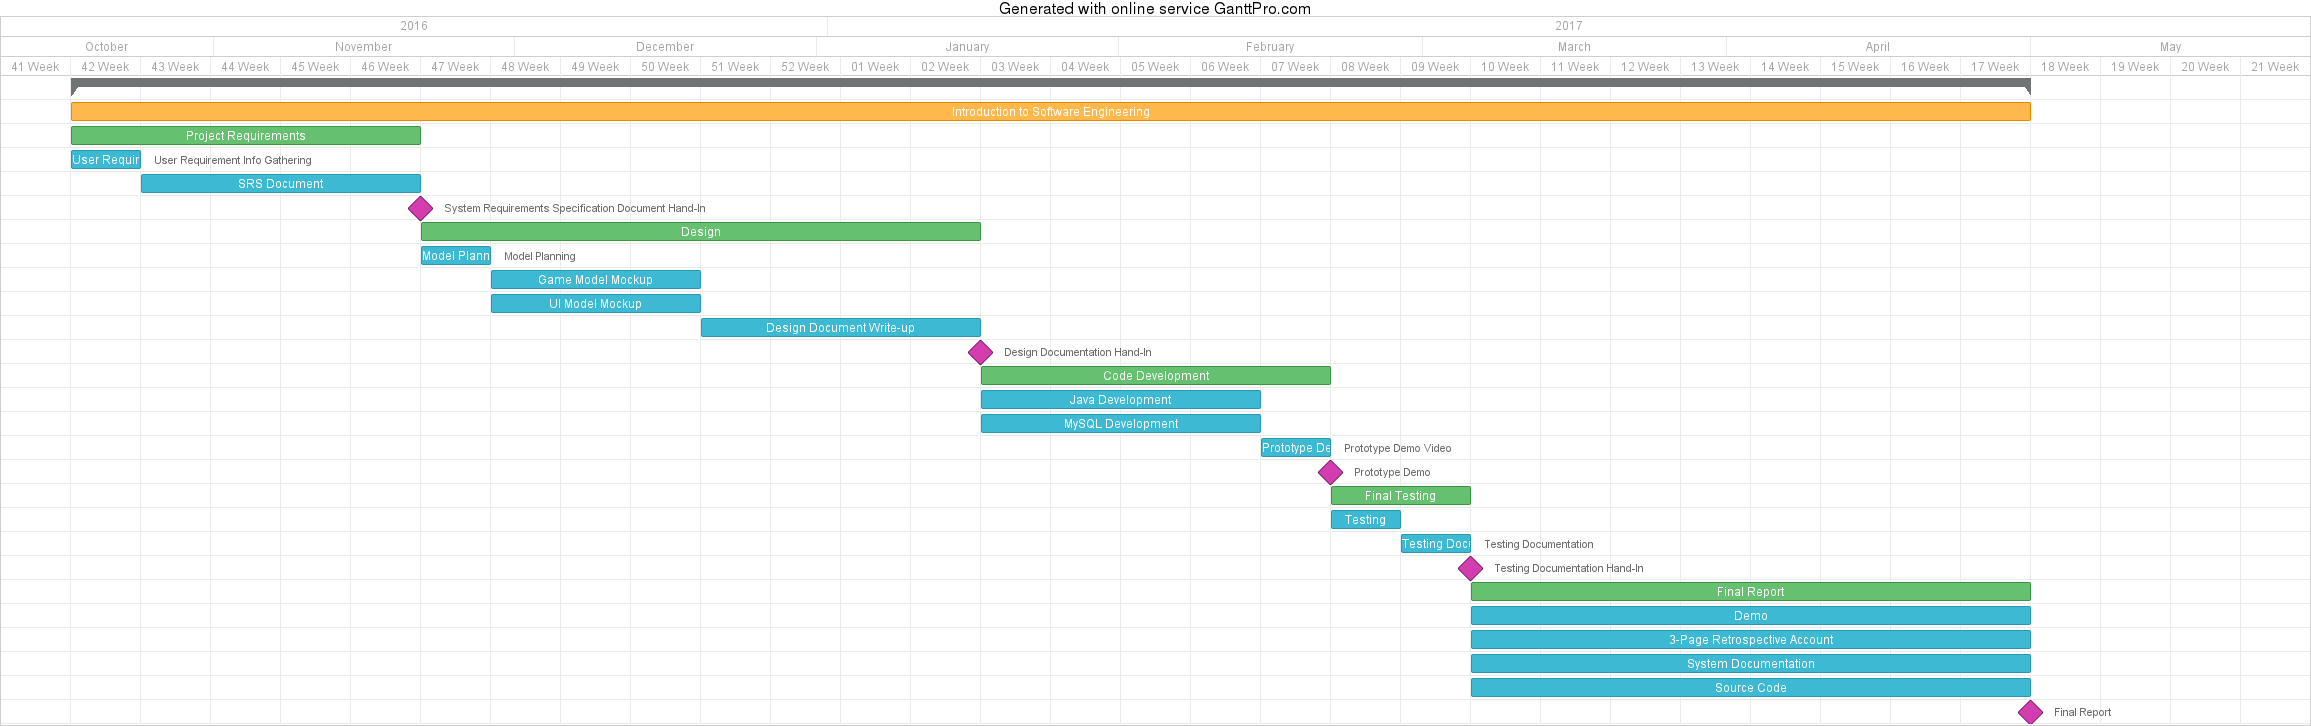 Generated with online service GanttPro.com
2016 2017
October November December January February March April May
41 Week 42 Week 43 Week 44 Week 45 Week 46 Week 47 Week 48 Week 49 Week 50 Week 51 Week 52 Week 01 Week 02 Week 03 Week 04 Week 05 Week 06 Week 07 Week 08 Week 09 Week 10 Week 11 Week 12 Week 13 Week 14 Week 15 Week 16 Week 17 Week 18 Week 19 Week 20 Week 21 Week
Introduction to Software Engineering
Project Requirements
User Requir User Requirement Info Gathering
SRS Document
System Requirements Specification Document Hand-In
Design
Model Plann Model Planning
Game Model Mockup
UI Model Mockup
Design Document Write-up
Design Documentation Hand-In
Code Development
Java Development
MySQL Development
Prototype De Prototype Demo Video
Prototype Demo
Final Testing
Testing
Testing Doc Testing Documentation
Testing Documentation Hand-In
Final Report
Demo
3-Page Retrospective Account
System Documentation
Source Code
Final Report